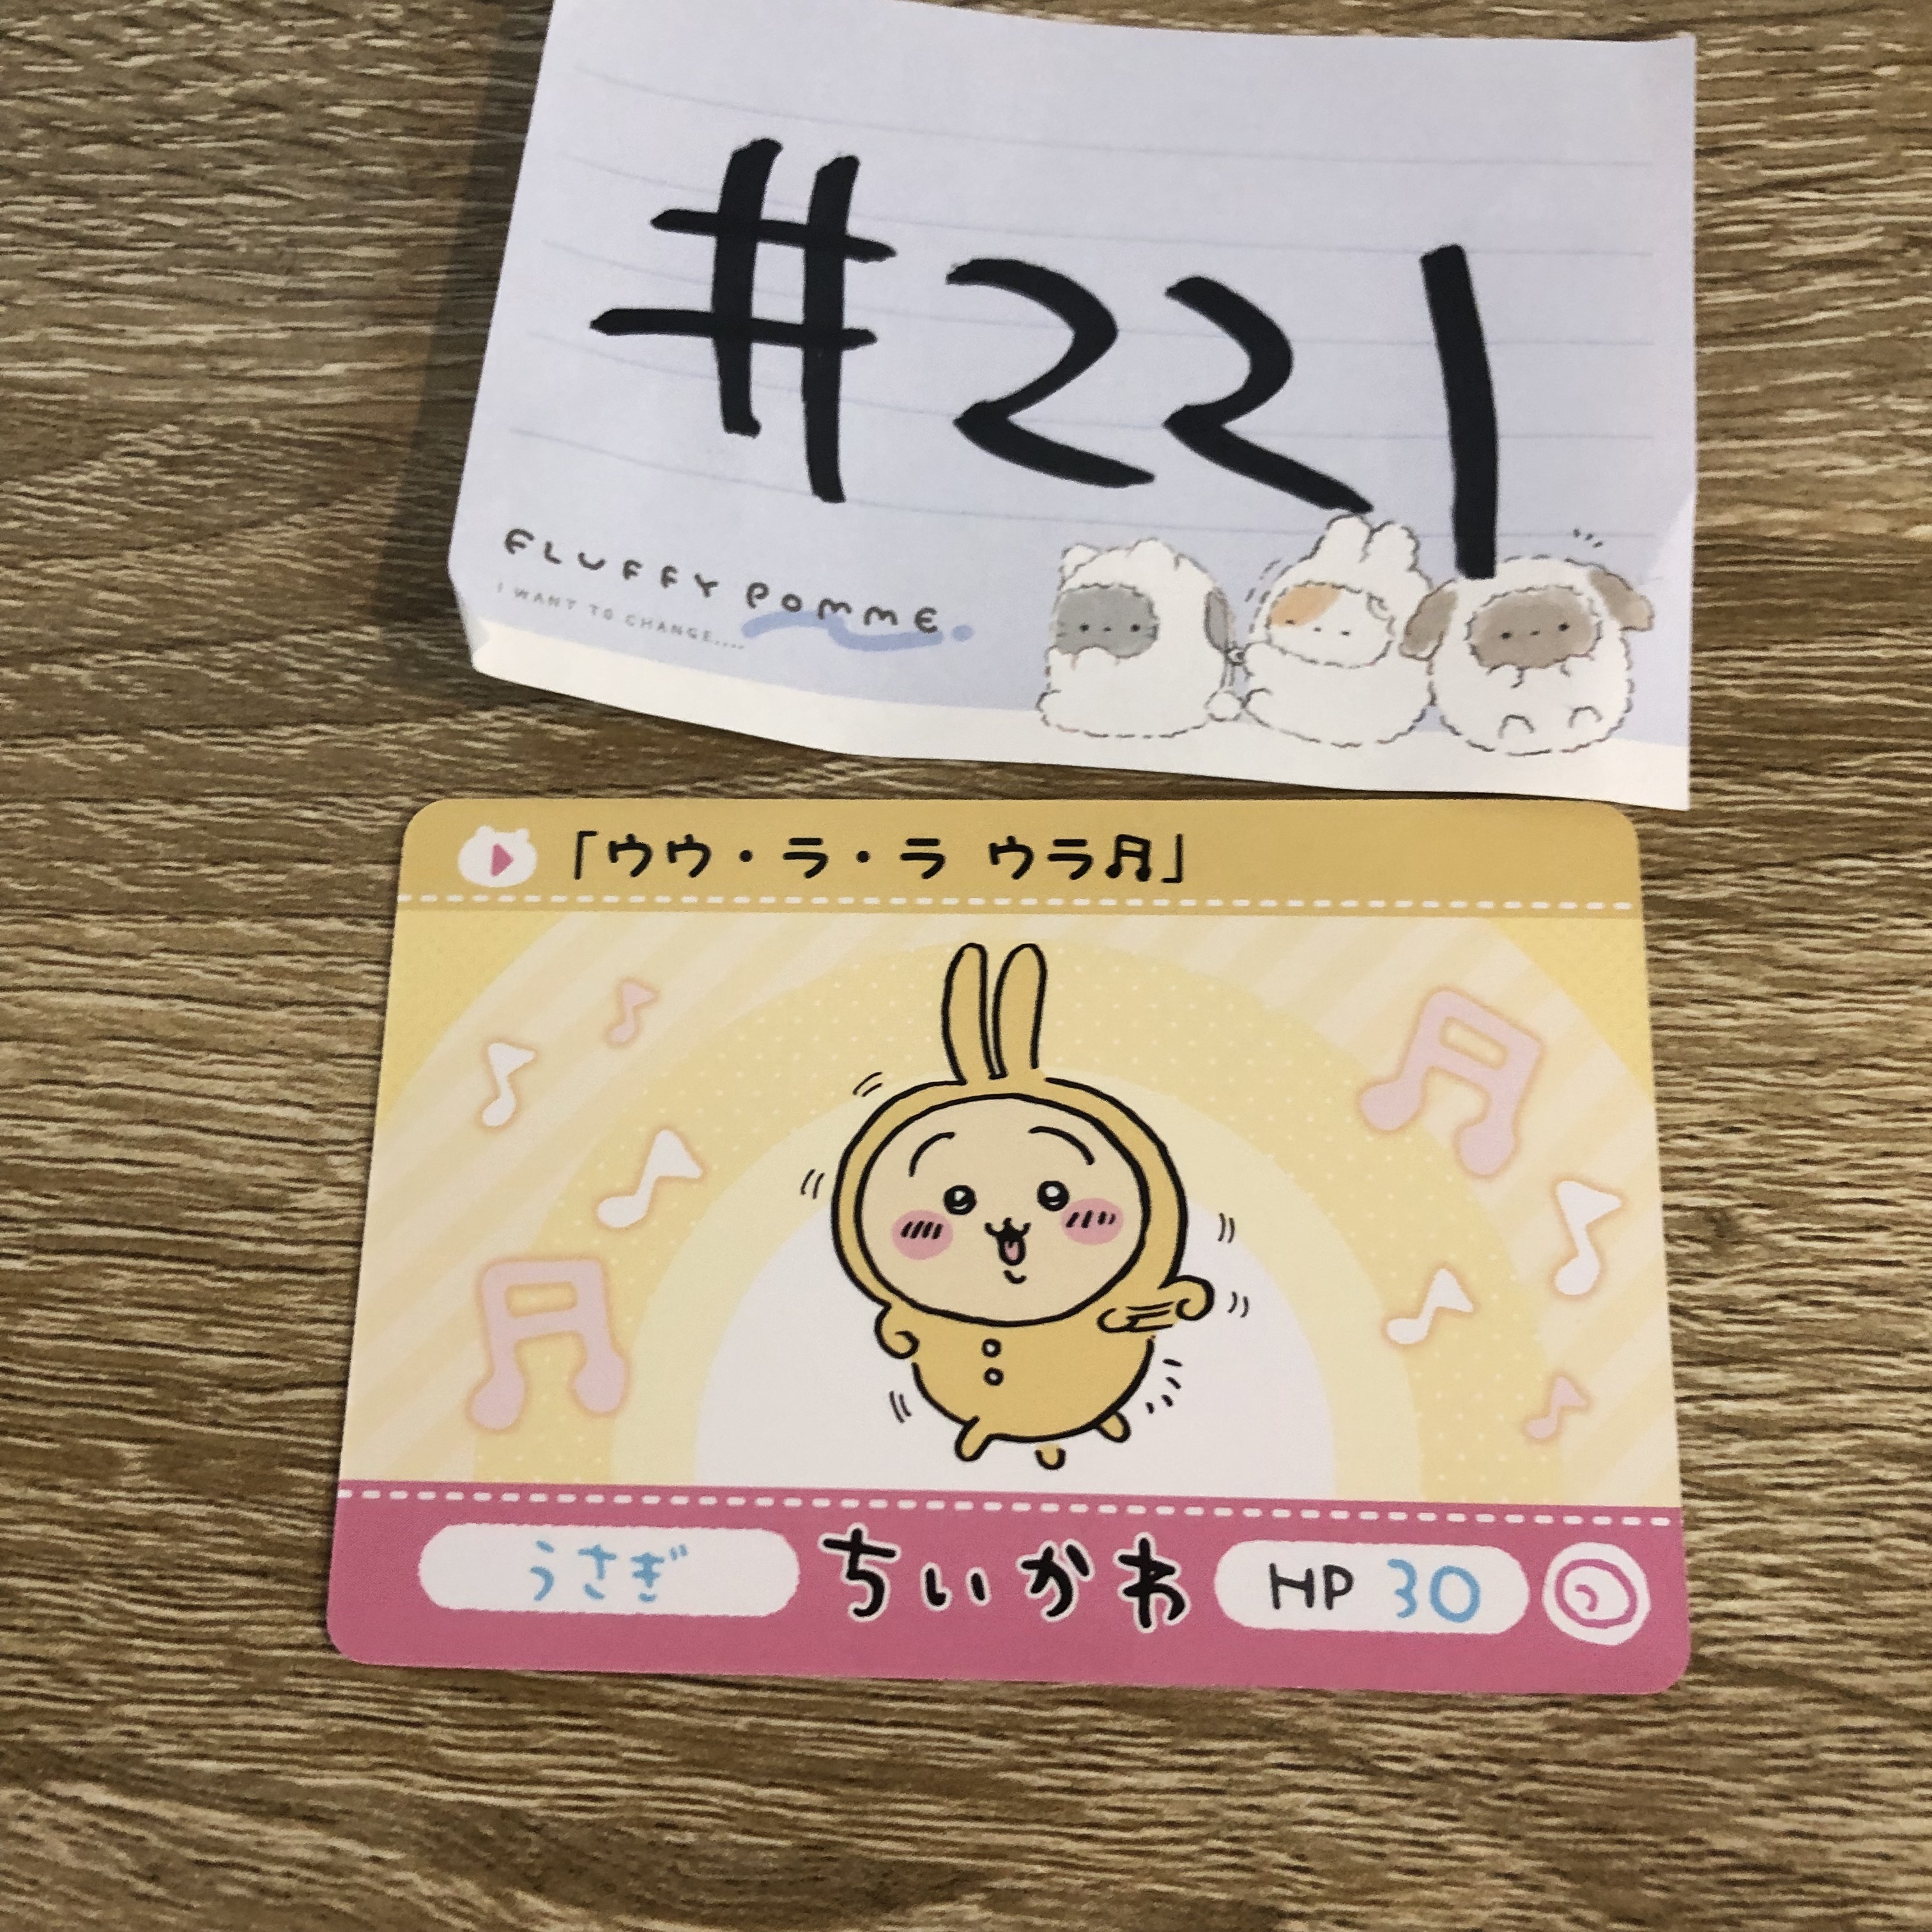 #221
FLUFFY POMME.
I WANT TO CHANGE....
「ウウ・ラ・ラ ウラ♬」
うさぎ ちいかわ HP 30